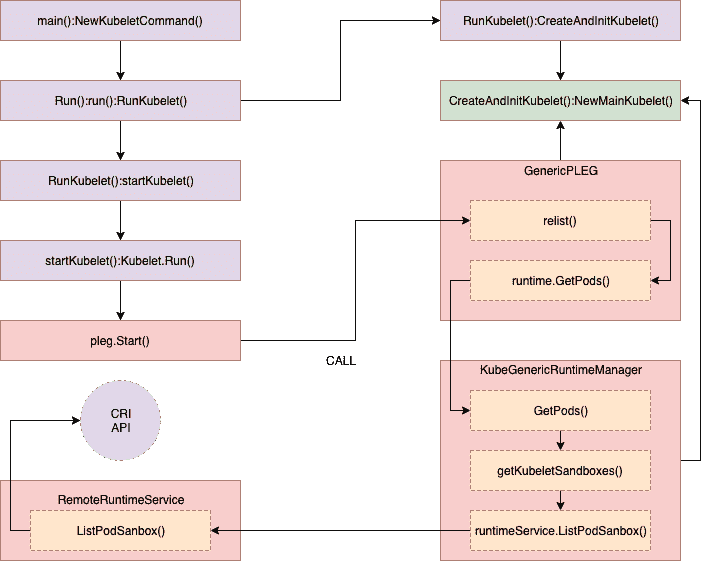 main():NewKubeletCommand()
RunKubelet():CreateAndInitKubelet()
Run():run():RunKubelet()
CreateAndInitKubelet():NewMainKubelet()
RunKubelet():startKubelet()
GenericPLEG
relist()
startKubelet():Kubelet.Run()
runtime.GetPods()
pleg.Start()
CALL
KubeGenericRuntimeManager
CRI
API
GetPods()
getKubeletSandboxes()
RemoteRuntimeService
ListPodSanbox()
runtimeService.ListPodSanbox()